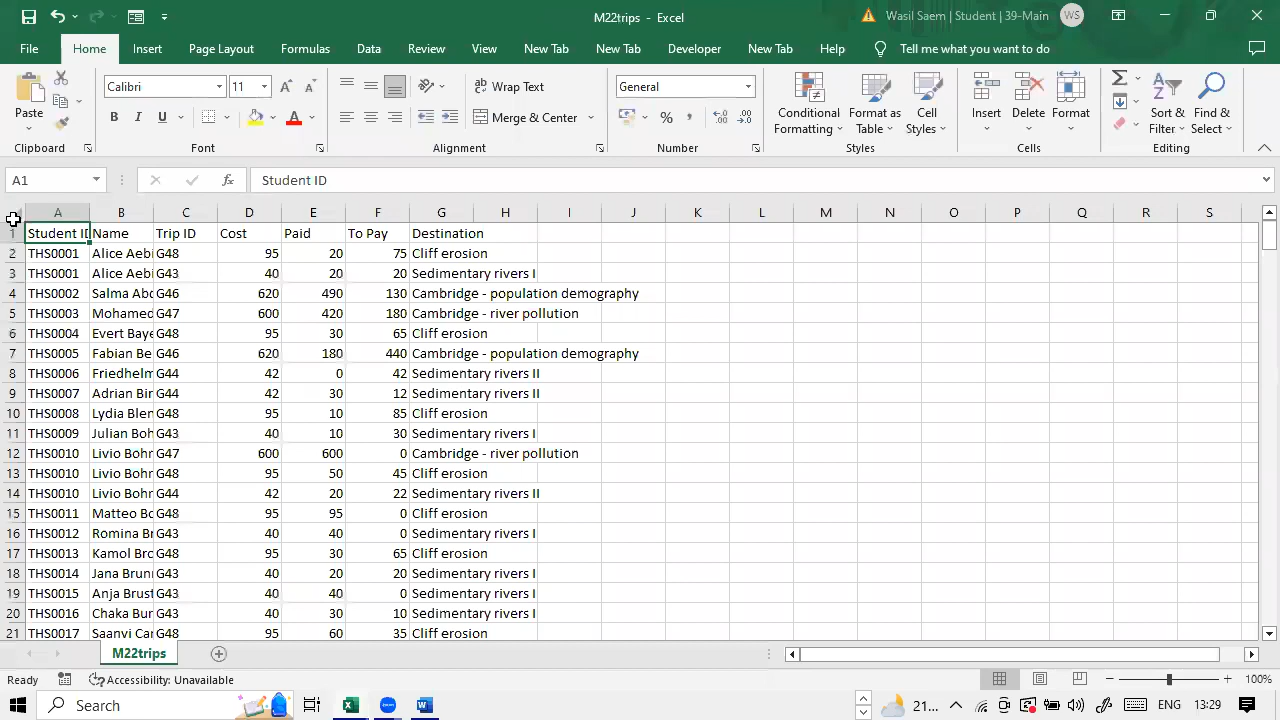 M22trips - Excel
Wasil Saem | Student | 39-Main WS
File Home Insert Page Layout Formulas Data Review View New Tab New Tab Developer New Tab Help Tell me what you want to do
Paste
Clipboard
Calibri 11
B I U A
Font
ab Wrap Text
Merge & Center
Alignment
General
%
Number
Conditional Formatting
Format as Table
Cell Styles
Styles
Insert Delete Format
Cells
Sort & Filter
Find & Select
Editing
A1 fx Student ID
A B C D E F G H I J K L M N O P Q R S
1 Student ID Name Trip ID Cost Paid To Pay Destination
2 THS0001 Alice Aebi G48 95 20 75 Cliff erosion
3 THS0001 Alice Aebi G43 40 20 20 Sedimentary rivers I
4 THS0002 Salma Abd G46 620 490 130 Cambridge - population demography
5 THS0003 Mohamed G47 600 420 180 Cambridge - river pollution
6 THS0004 Evert Baye G48 95 30 65 Cliff erosion
7 THS0005 Fabian Be G46 620 180 440 Cambridge - population demography
8 THS0006 Friedhelm G44 42 0 42 Sedimentary rivers II
9 THS0007 Adrian Bir G44 42 30 12 Sedimentary rivers II
10 THS0008 Lydia Blen G48 95 10 85 Cliff erosion
11 THS0009 Julian Boh G43 40 10 30 Sedimentary rivers I
12 THS0010 Livio Bohr G47 600 600 0 Cambridge - river pollution
13 THS0010 Livio Bohr G48 95 50 45 Cliff erosion
14 THS0010 Livio Bohr G44 42 20 22 Sedimentary rivers II
15 THS0011 Matteo Bo G48 95 95 0 Cliff erosion
16 THS0012 Romina Br G43 40 40 0 Sedimentary rivers I
17 THS0013 Kamol Bro G48 95 30 65 Cliff erosion
18 THS0014 Jana Brun G43 40 20 20 Sedimentary rivers I
19 THS0015 Anja Brust G43 40 40 0 Sedimentary rivers I
20 THS0016 Chaka Bur G43 40 30 10 Sedimentary rivers I
21 THS0017 Saanvi Car G48 95 60 35 Cliff erosion
M22trips
Ready Accessibility: Unavailable 100%
Search 21... ENG 13:29